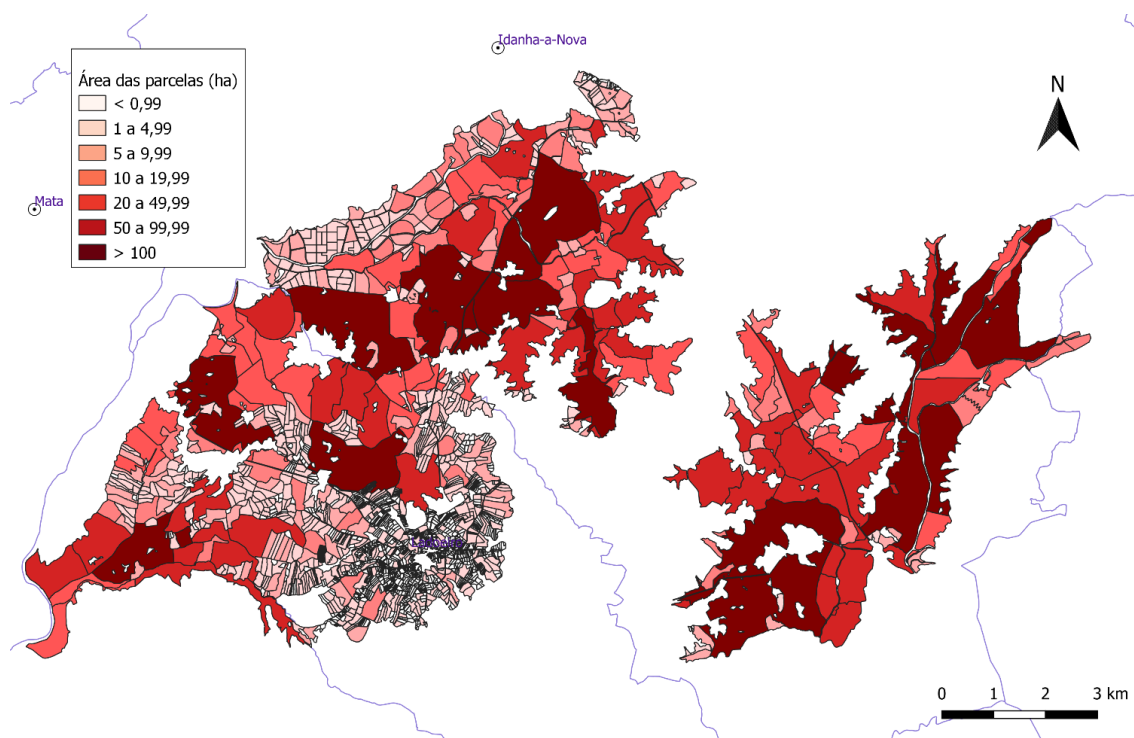 Idanha-a-Nova
Área das parcelas (ha)
< 0,99
1 a 4,99
5 a 9,99
10 a 19,99
20 a 49,99
50 a 99,99
> 100
N
Mata
0 1 2 3 km